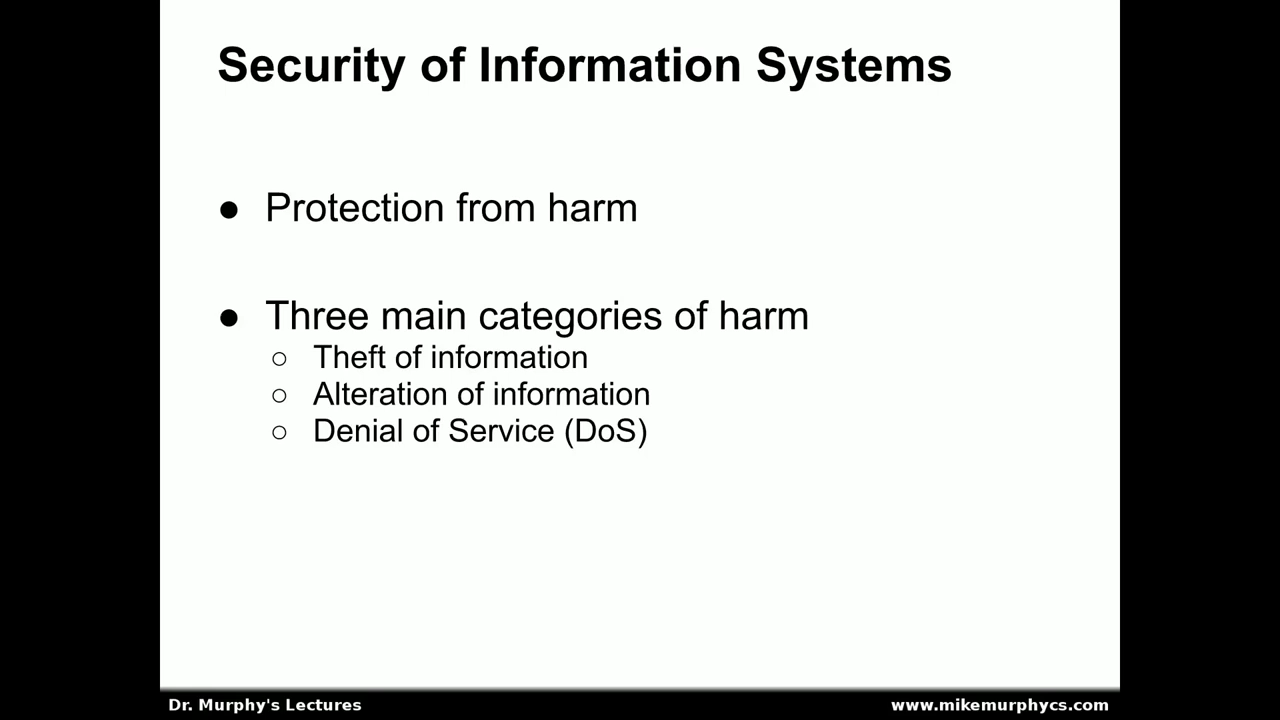 Security of Information Systems
● Protection from harm
● Three main categories of harm
○ Theft of information
○ Alteration of information
○ Denial of Service (DoS)
Dr. Murphy's Lectures
www.mikemurphycs.com